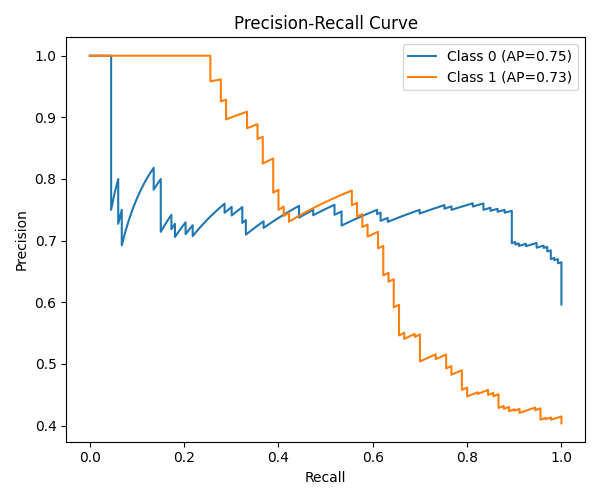 Precision-Recall Curve
Class 0 (AP=0.75)
Class 1 (AP=0.73)
Precision
1.0
0.9
0.8
0.7
0.6
0.5
0.4
0.0 0.2 0.4 0.6 0.8 1.0
Recall